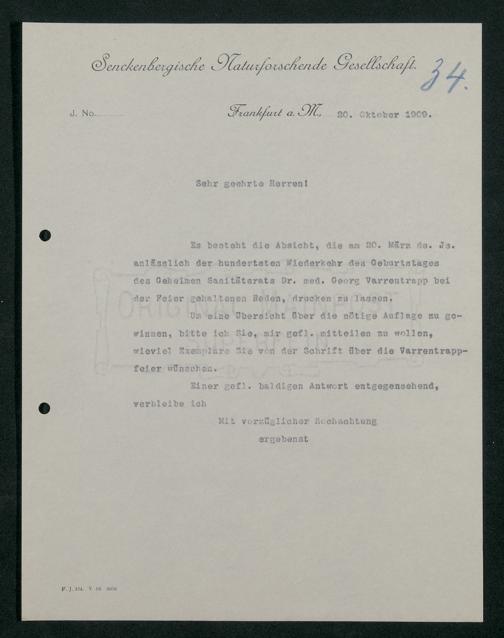 Senckenbergische Naturforschende Gesellschaft.
34.
J. No.
Frankfurt a. M., 20. Oktober 1909.
Sehr geehrte Herren!
Es besteht die Absicht, die am 20. März ds. Js.
anlässlich der hundertsten Wiederkehr des Geburtstages
des Geheimen Sanitätsrats Dr. med. Georg Varrentrapp bei
der Feier gehaltenen Reden, drucken zu lassen.
Um eine Übersicht über die nötige Auflage zu ge-
winnen, bitte ich Sie, mir gefl. mitteilen zu wollen,
wieviel Exemplare Sie von der Schrift über die Varrentrapp-
feier wünschen.
Einer gefl. baldigen Antwort entgegensehend,
verbleibe ich
Mit vorzüglicher Hochachtung
ergebenst
ORIGINAL MAINPOST
SUPERFEIN